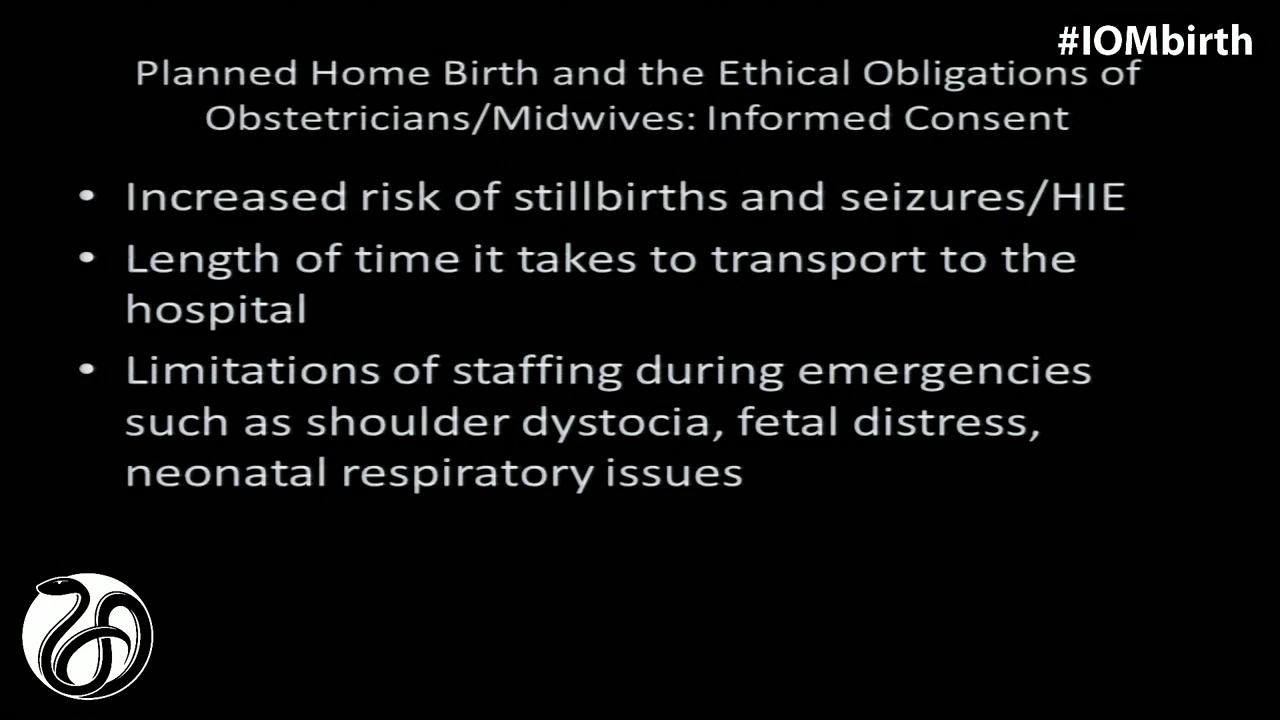 #IOMbirth
Planned Home Birth and the Ethical Obligations of
Obstetricians/Midwives: Informed Consent
• Increased risk of stillbirths and seizures/HIE
• Length of time it takes to transport to the
hospital
• Limitations of staffing during emergencies
such as shoulder dystocia, fetal distress,
neonatal respiratory issues